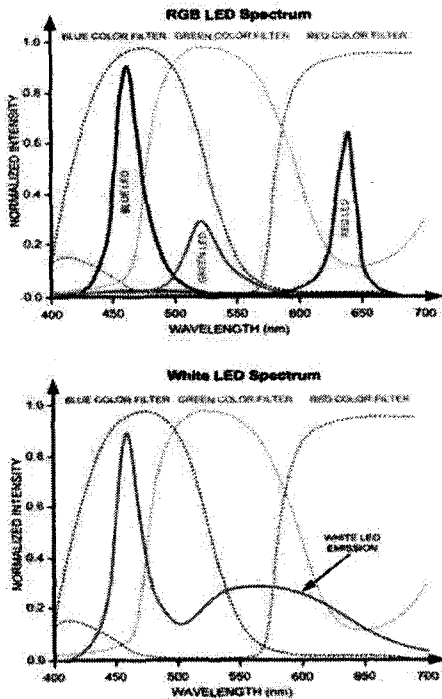 RGB LED Spectrum
BLUE COLOR FILTER GREEN COLOR FILTER RED COLOR FILTER
NORMALIZED INTENSITY
1.0
0.8
0.6
0.4
0.2
0.0
BLUE LED
GREEN LED
RED LED
400 450 500 550 600 650 700
WAVELENGTH (nm)
White LED Spectrum
BLUE COLOR FILTER GREEN COLOR FILTER RED COLOR FILTER
NORMALIZED INTENSITY
1.0
0.8
0.6
0.4
0.2
0.0
WHITE LED
EMISSION
400 450 500 550 600 650 700
WAVELENGTH (nm)